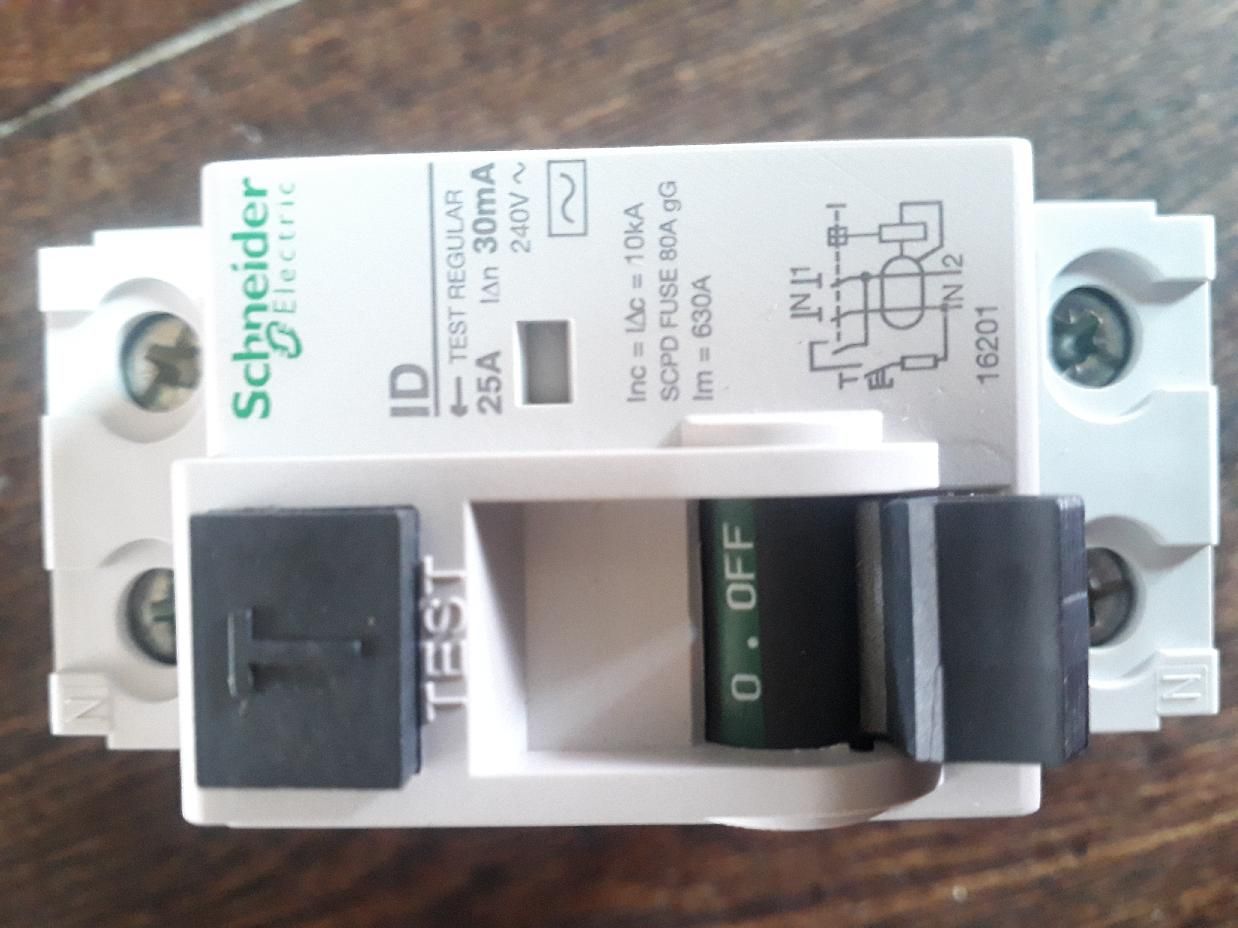 Schneider
Electric
ID
← TEST REGULAR
25A IΔn 30mA
240V ~
Inc = IΔc = 10kA
SCPD FUSE 80A gG
Im = 630A
N 1
T
N 2
16201
T
TEST
O . OFF
N
N